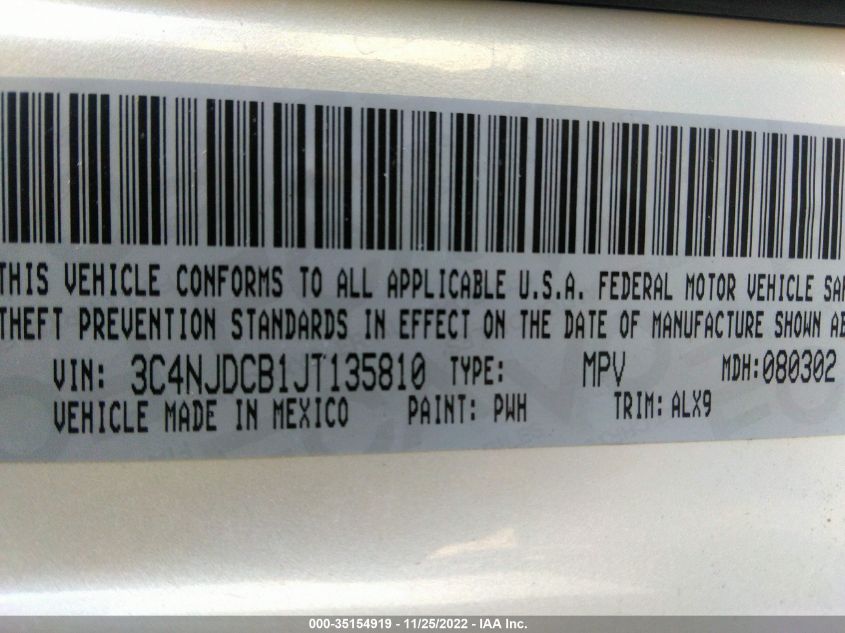 THIS VEHICLE CONFORMS TO ALL APPLICABLE U.S.A. FEDERAL MOTOR VEHICLE
THEFT PREVENTION STANDARDS IN EFFECT ON THE DATE OF MANUFACTURE SHOWN
VIN: 3C4NJDCB1JT135810 TYPE: MPV MDH:080302
VEHICLE MADE IN MEXICO PAINT: PWH TRIM: ALX9
000-35154919 - 11/25/2022 - IAA Inc.